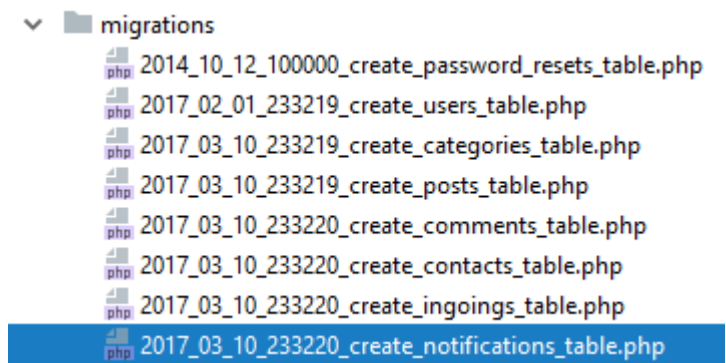 migrations
php 2014_10_12_100000_create_password_resets_table.php
php 2017_02_01_233219_create_users_table.php
php 2017_03_10_233219_create_categories_table.php
php 2017_03_10_233219_create_posts_table.php
php 2017_03_10_233220_create_comments_table.php
php 2017_03_10_233220_create_contacts_table.php
php 2017_03_10_233220_create_ingoings_table.php
php 2017_03_10_233220_create_notifications_table.php